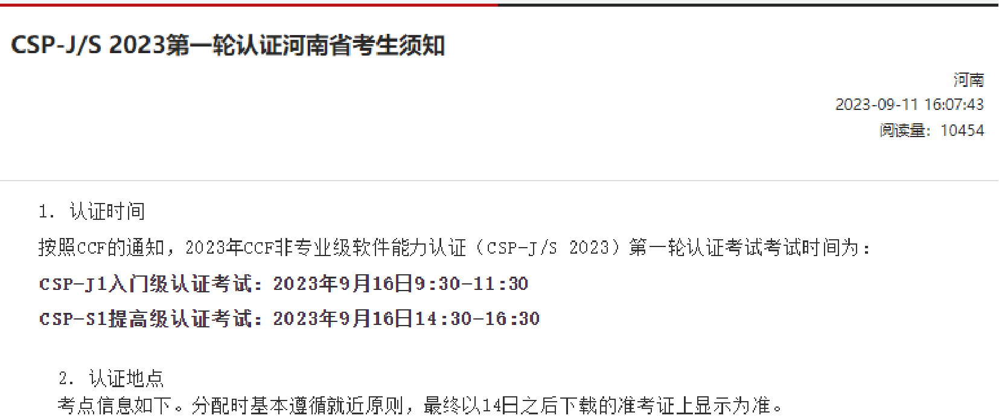 CSP-J/S 2023第一轮认证河南省考生须知
河南
2023-09-11 16:07:43
阅读量：10454
1. 认证时间
按照CCF的通知，2023年CCF非专业级软件能力认证（CSP-J/S 2023）第一轮认证考试考试时间为：
CSP-J1入门级认证考试：2023年9月16日9:30-11:30
CSP-S1提高级认证考试：2023年9月16日14:30-16:30
2. 认证地点
考点信息如下。分配时基本遵循就近原则，最终以14日之后下载的准考证上显示为准。